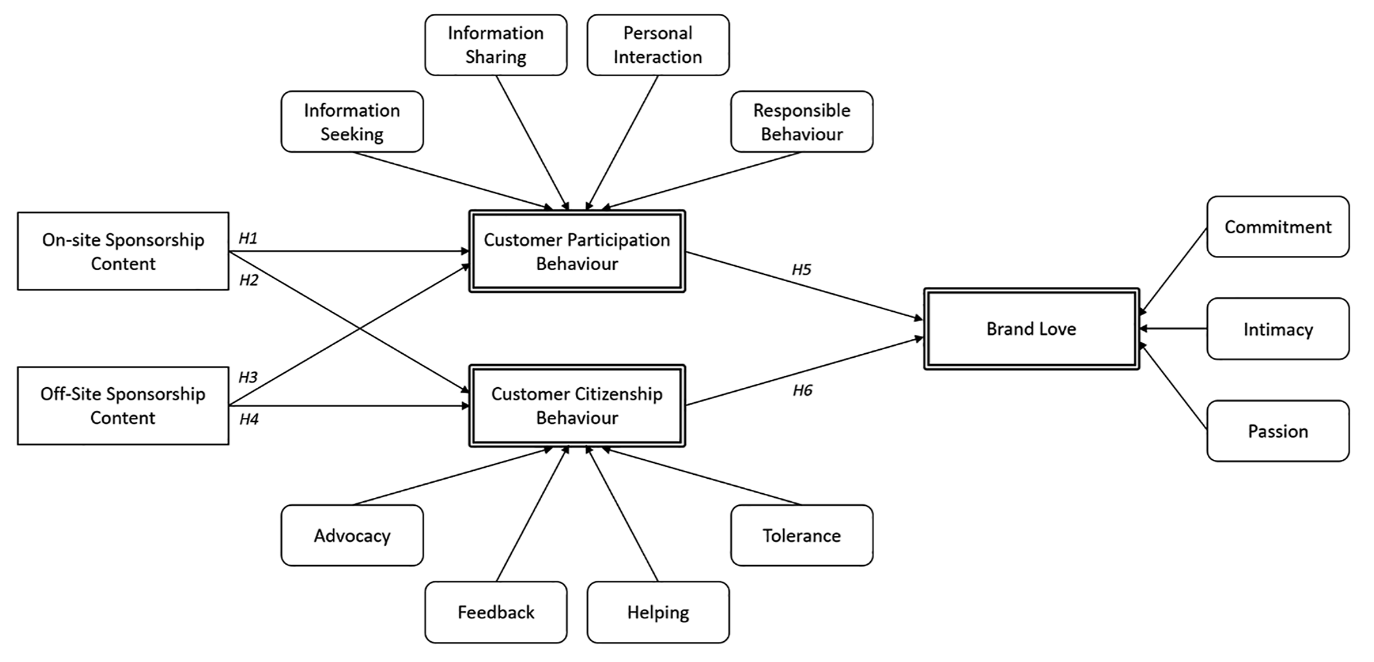 Information
Sharing
Personal
Interaction
Information
Seeking
Responsible
Behaviour
On-site Sponsorship
Content
H1
H2
Customer Participation
Behaviour
H5
Commitment
Brand Love
Intimacy
Off-Site Sponsorship
Content
H3
H4
Customer Citizenship
Behaviour
H6
Passion
Advocacy
Tolerance
Feedback
Helping